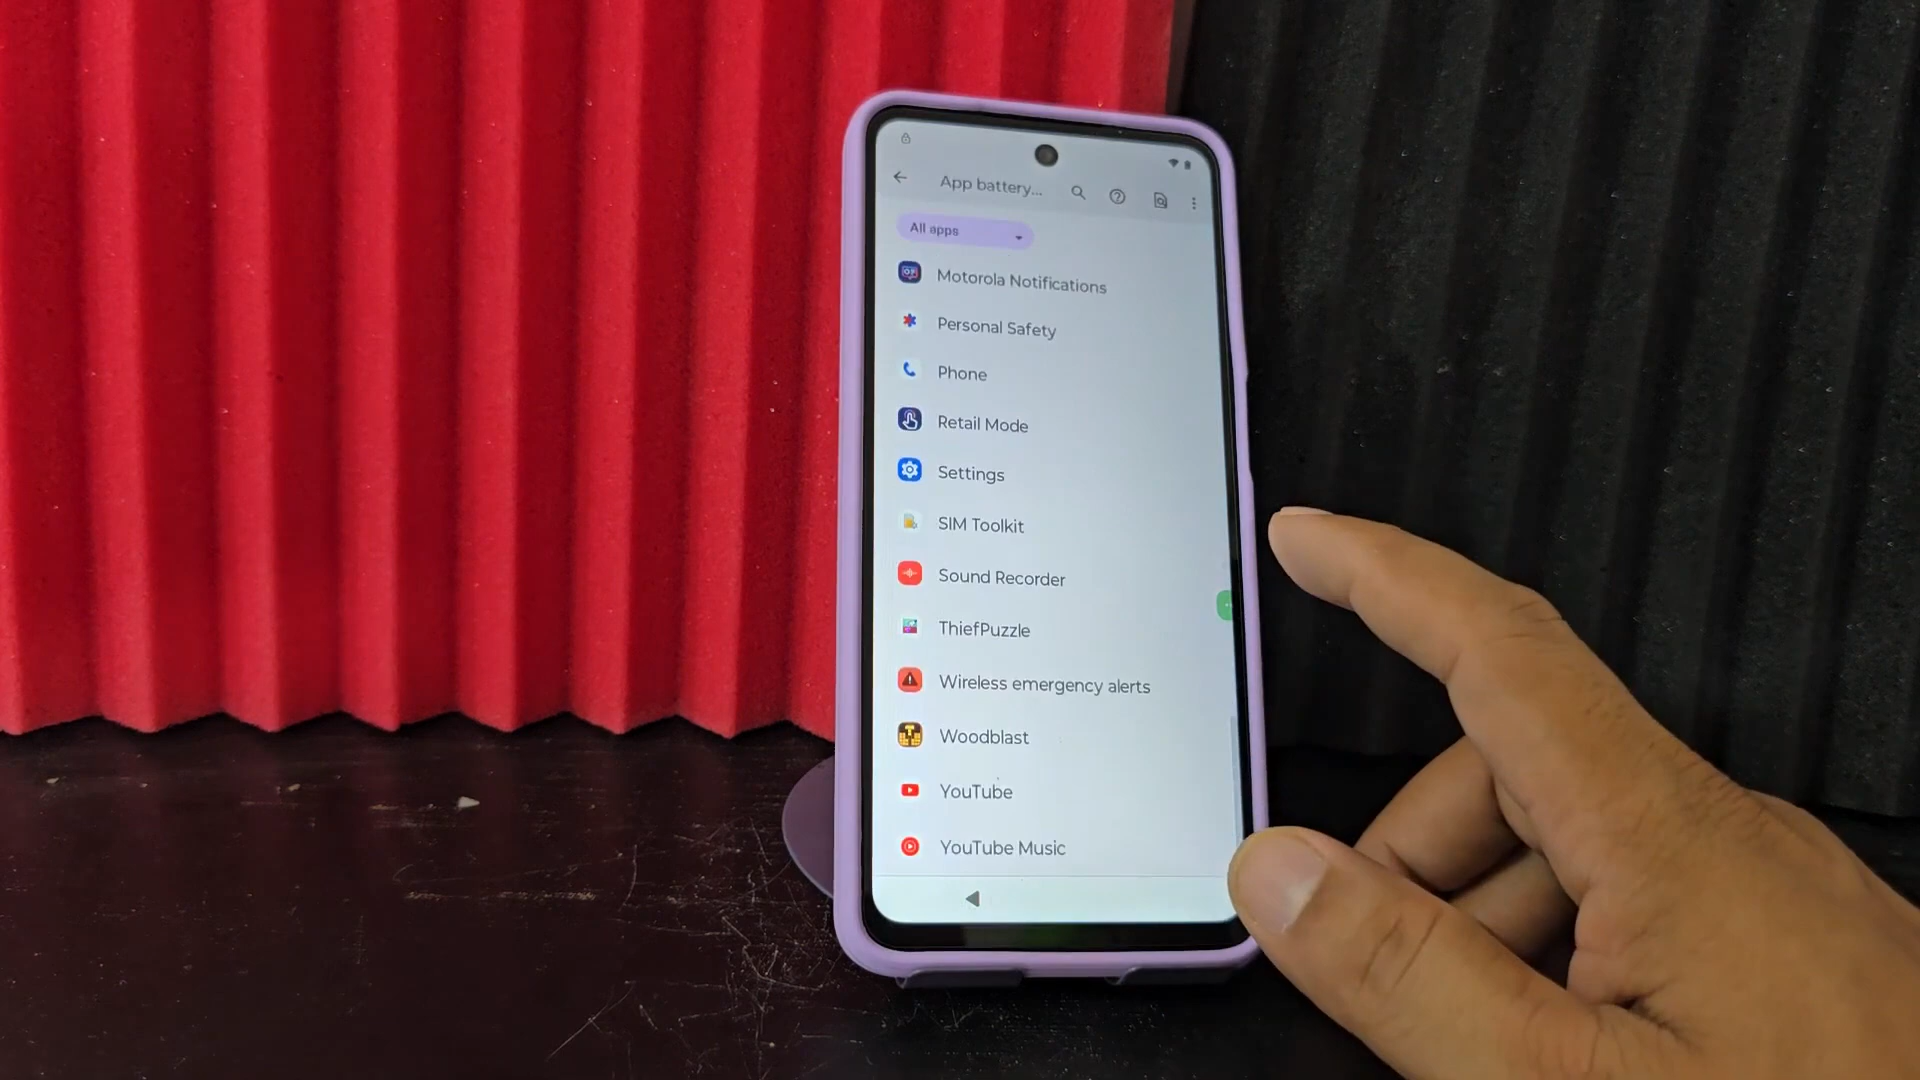 App battery...
All apps
Motorola Notifications
Personal Safety
Phone
Retail Mode
Settings
SIM Toolkit
Sound Recorder
ThiefPuzzle
Wireless emergency alerts
Woodblast
YouTube
YouTube Music